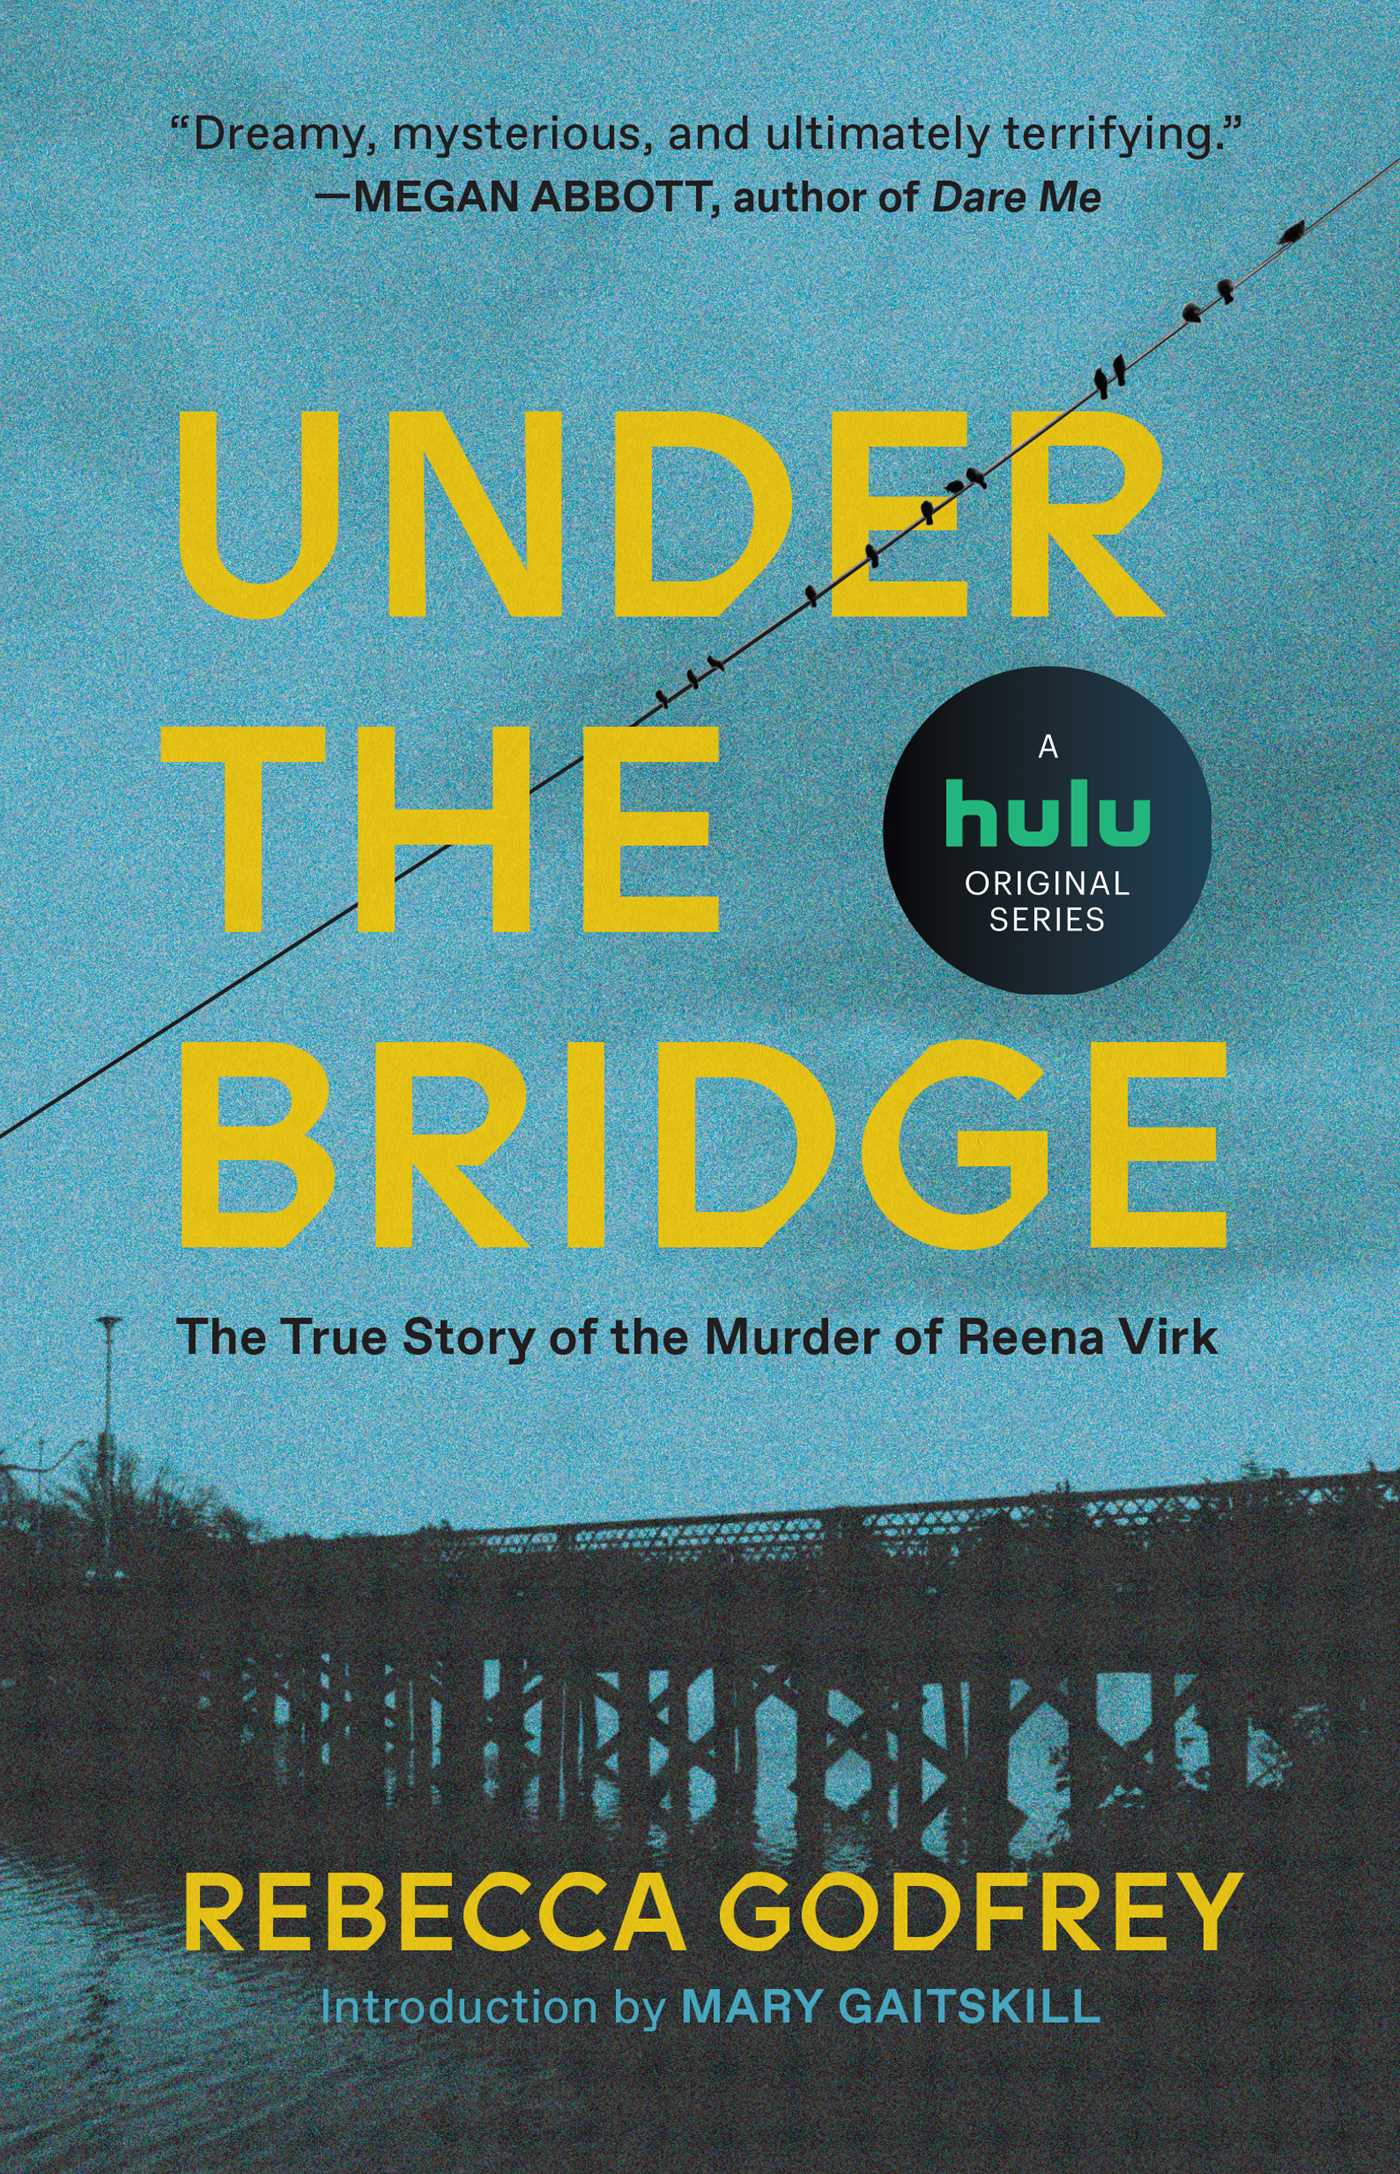 “Dreamy, mysterious, and ultimately terrifying.”
—MEGAN ABBOTT, author of Dare Me
UNDER
THE
A
hulu
ORIGINAL
SERIES
BRIDGE
The True Story of the Murder of Reena Virk
REBECCA GODFREY
Introduction by MARY GAITSKILL